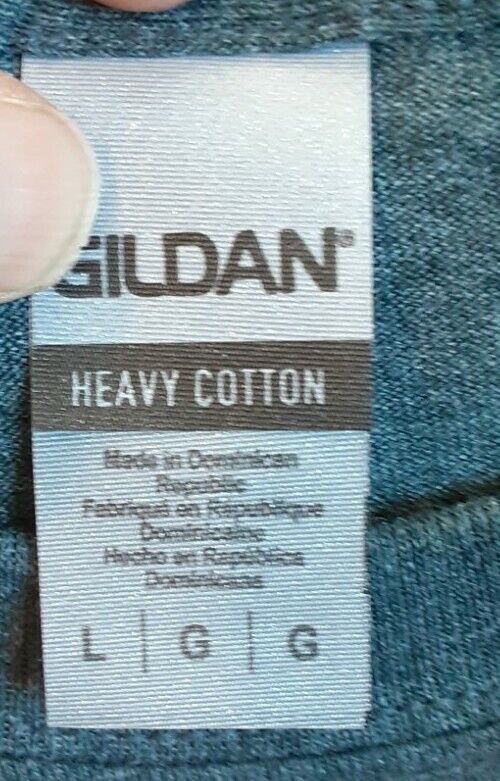 GILDAN®
HEAVY COTTON
Made in Dominican
Republic
Fabriqué en République
Dominicaine
Hecho en República
Dominicana
L | G | G